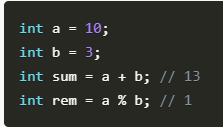 int a = 10;
int b = 3;
int sum = a + b; // 13
int rem = a % b; // 1